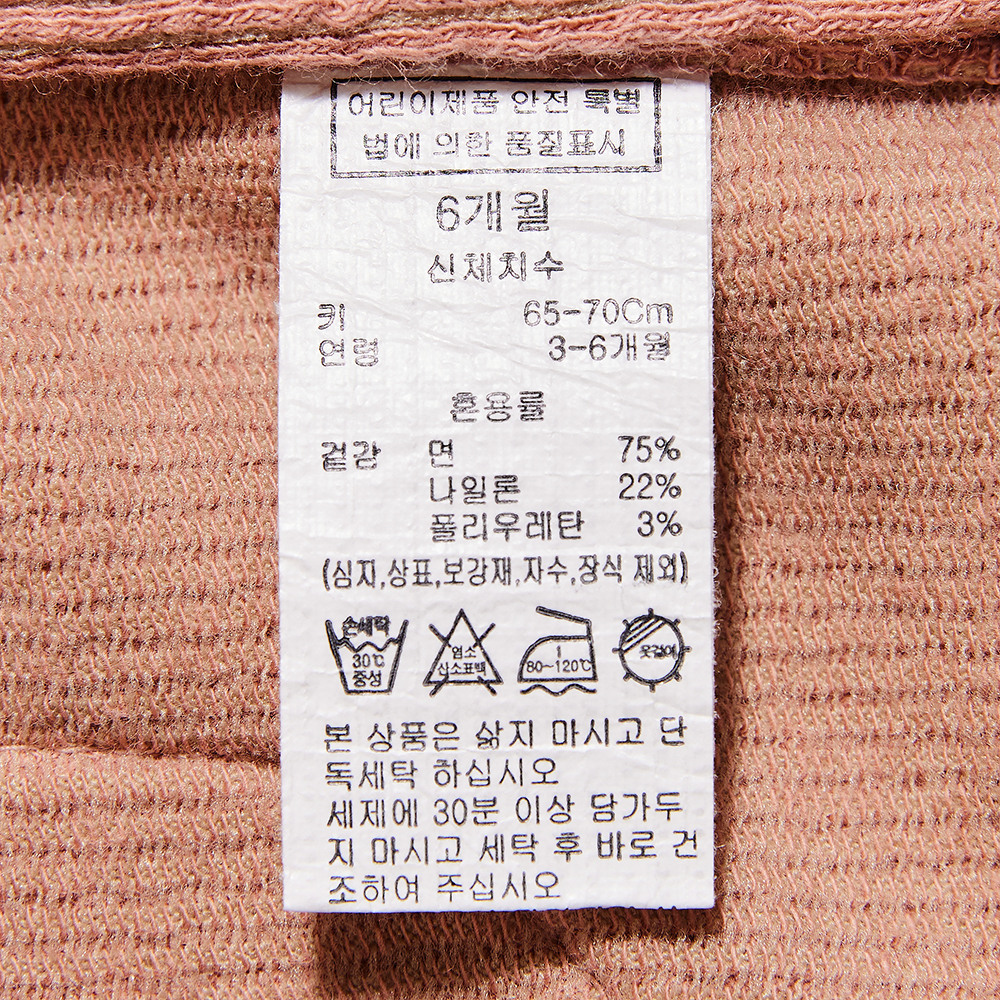 어린이제품 안전 특별
법에 의한 품질표시
6개월
신체치수
키 65-70Cm
연령 3-6개월
혼용률
겉감 면 75%
나일론 22%
폴리우레탄 3%
(심지,상표,보강재,자수,장식 제외)
손세탁
30℃
중성
염소
산소표백
80~120℃
옷걸이
본 상품은 삶지 마시고 단
독세탁 하십시오
세제에 30분 이상 담가두
지 마시고 세탁 후 바로 건
조하여 주십시오